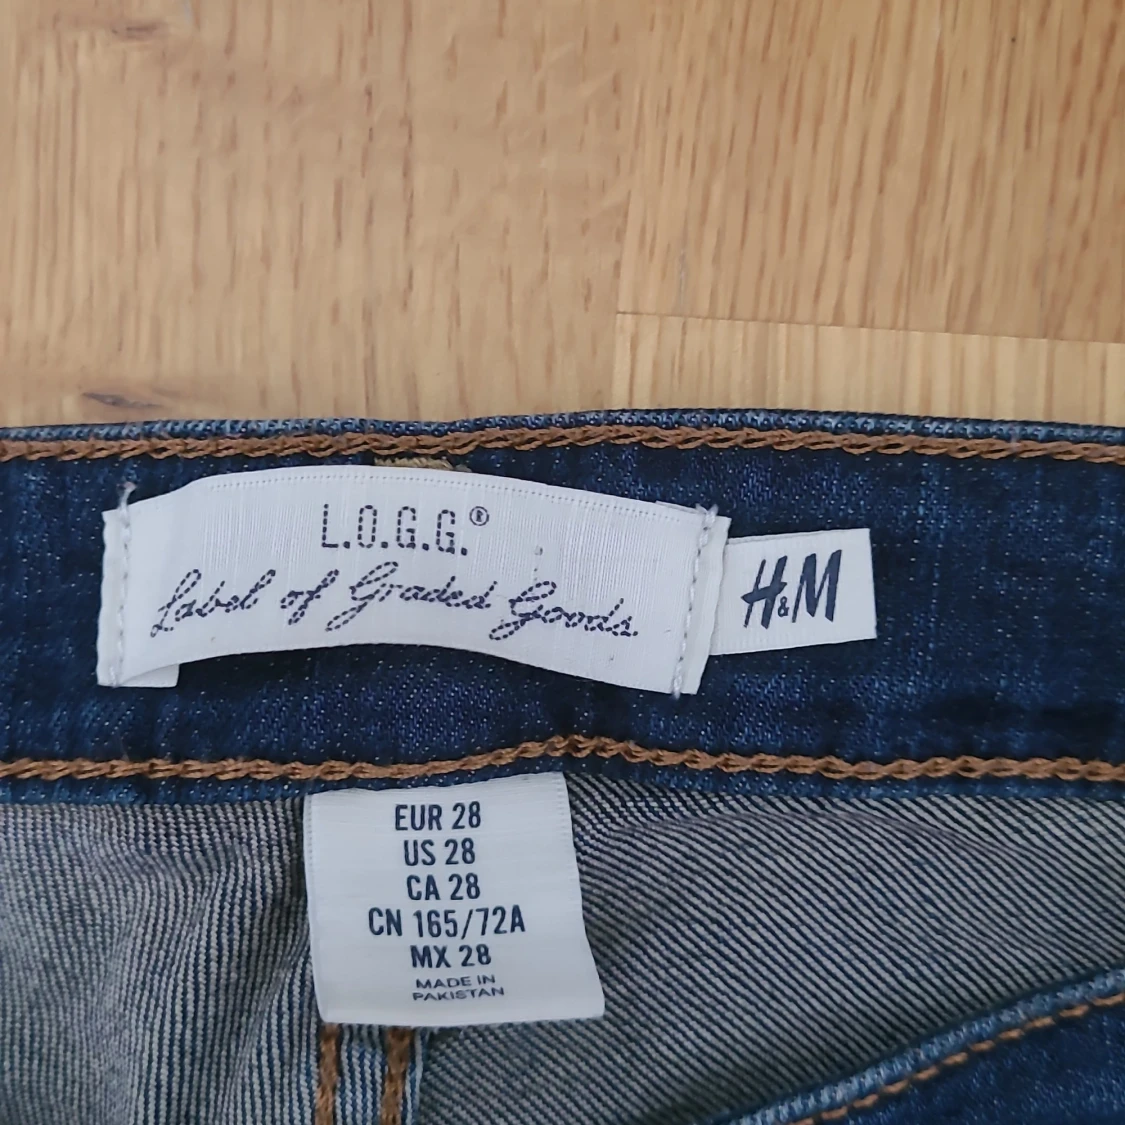 L.O.G.G.®
Label of Graded Goods
H&M
EUR 28
US 28
CA 28
CN 165/72A
MX 28
MADE IN
PAKISTAN